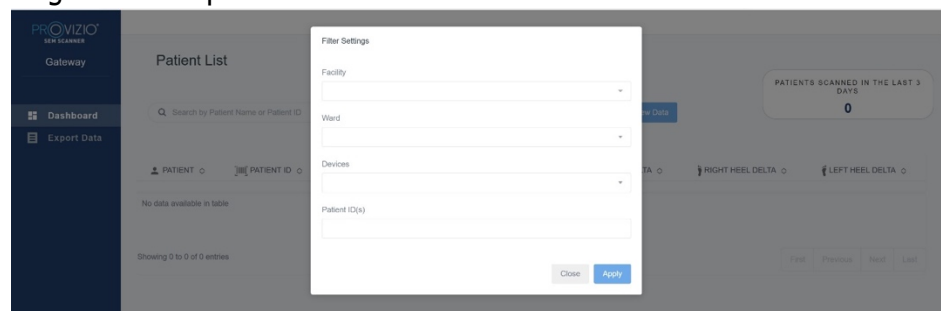 PROVIZIO
SEM SCANNER
Gateway
Dashboard
Export Data
Patient List
Search by Patient Name or Patient ID
Data
PATIENTS SCANNED IN THE LAST 3
DAYS
0
PATIENT
PATIENT ID
RIGHT HEEL DELTA
LEFT HEEL DELTA
No data available in table
Showing 0 to 0 of 0 entries
First Previous Next Last
Filter Settings
Facility
Ward
Devices
Patient ID(s)
Close Apply